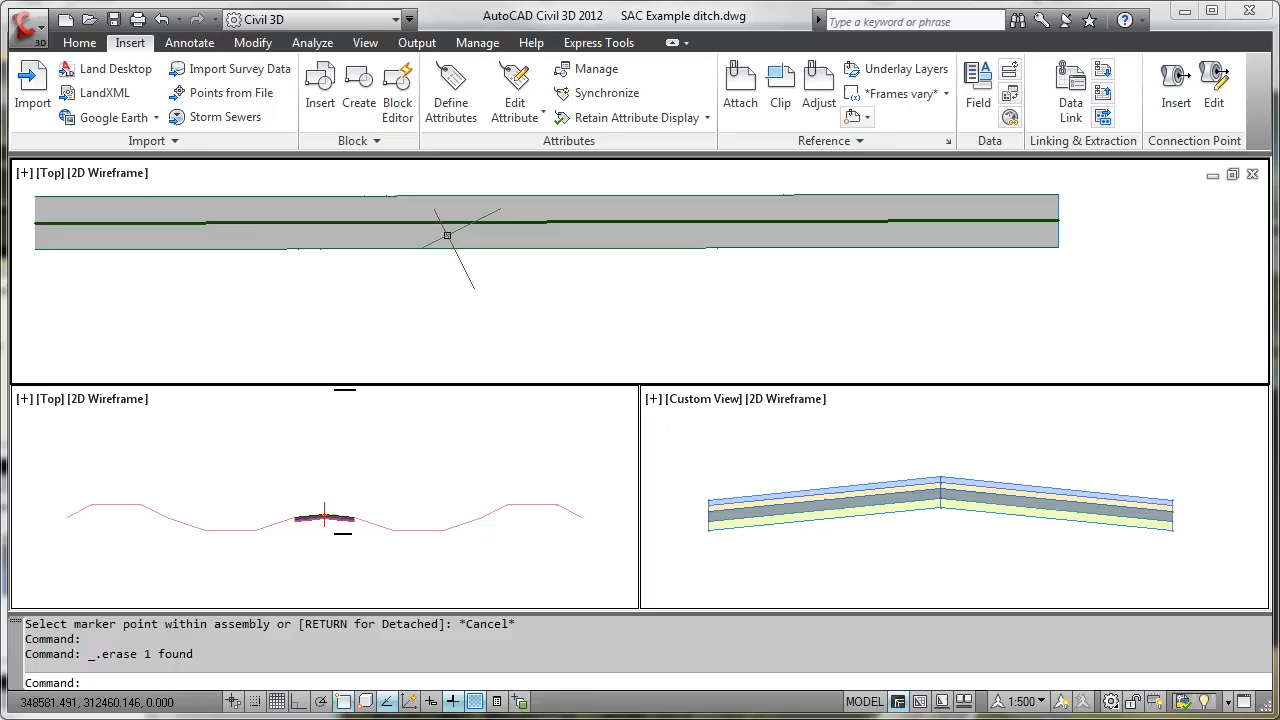 Civil 3D
AutoCAD Civil 3D 2012 SAC Example ditch.dwg
Type a keyword or phrase
3D
Home Insert Annotate Modify Analyze View Output Manage Help Express Tools
Import
Land Desktop
LandXML
Google Earth
Import Survey Data
Points from File
Storm Sewers
Insert
Create
Block Editor
Define Attributes
Edit Attribute
Manage
Synchronize
Retain Attribute Display
Attach
Clip
Adjust
Underlay Layers
*Frames vary*
Field
Data Link
Insert
Edit
Import Block Attributes Reference Data Linking & Extraction Connection Point
[+] [Top] [2D Wireframe]
[+] [Top] [2D Wireframe]
[+] [Custom View] [2D Wireframe]
Select marker point within assembly or [RETURN for Detached]: *Cancel*
Command:
Command: _.erase 1 found
Command:
348581.491, 312460.146, 0.000
MODEL
1:500